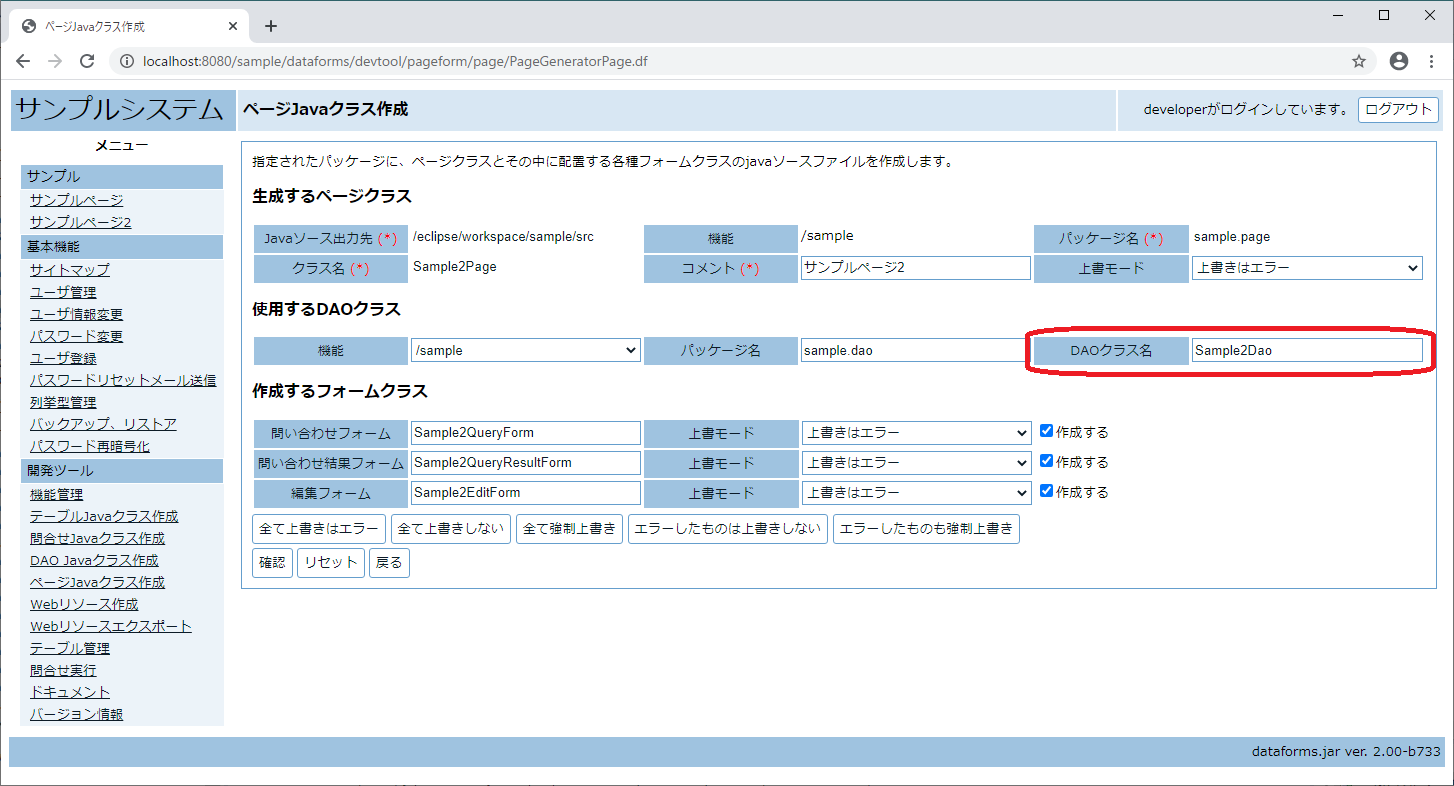 ページJavaクラス作成
localhost:8080/sample/dataforms/devtool/pageform/page/PageGeneratorPage.df
サンプルシステム ページJavaクラス作成 developerがログインしています。 ログアウト
メニュー
サンプル
サンプルページ
サンプルページ2
基本機能
サイトマップ
ユーザ管理
ユーザ情報変更
パスワード変更
ユーザ登録
パスワードリセットメール送信
列挙型管理
バックアップ、リストア
パスワード再暗号化
開発ツール
機能管理
テーブルJavaクラス作成
問合せJavaクラス作成
DAO Javaクラス作成
ページJavaクラス作成
Webリソース作成
Webリソースエクスポート
テーブル管理
問合せ実行
ドキュメント
バージョン情報
指定されたパッケージに、ページクラスとその中に配置する各種フォームクラスのjavaソースファイルを作成します。
生成するページクラス
Javaソース出力先 (*) /eclipse/workspace/sample/src 機能 /sample パッケージ名 (*) sample.page
クラス名 (*) Sample2Page コメント (*) サンプルページ2 上書モード 上書きはエラー
使用するDAOクラス
機能 /sample パッケージ名 sample.dao DAOクラス名 Sample2Dao
作成するフォームクラス
問い合わせフォーム Sample2QueryForm 上書モード 上書きはエラー 作成する
問い合わせ結果フォーム Sample2QueryResultForm 上書モード 上書きはエラー 作成する
編集フォーム Sample2EditForm 上書モード 上書きはエラー 作成する
全て上書きはエラー 全て上書きしない 全て強制上書き エラーしたものは上書きしない エラーしたものも強制上書き
確認 リセット 戻る
dataforms.jar ver. 2.00-b733